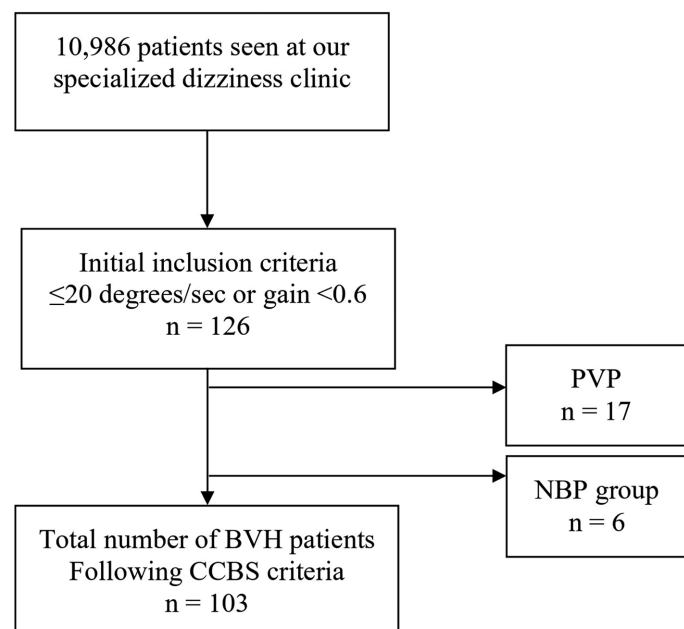 10,986 patients seen at our
specialized dizziness clinic
Initial inclusion criteria
≤20 degrees/sec or gain <0.6
n = 126
PVP
n = 17
NBP group
n = 6
Total number of BVH patients
Following CCBS criteria
n = 103